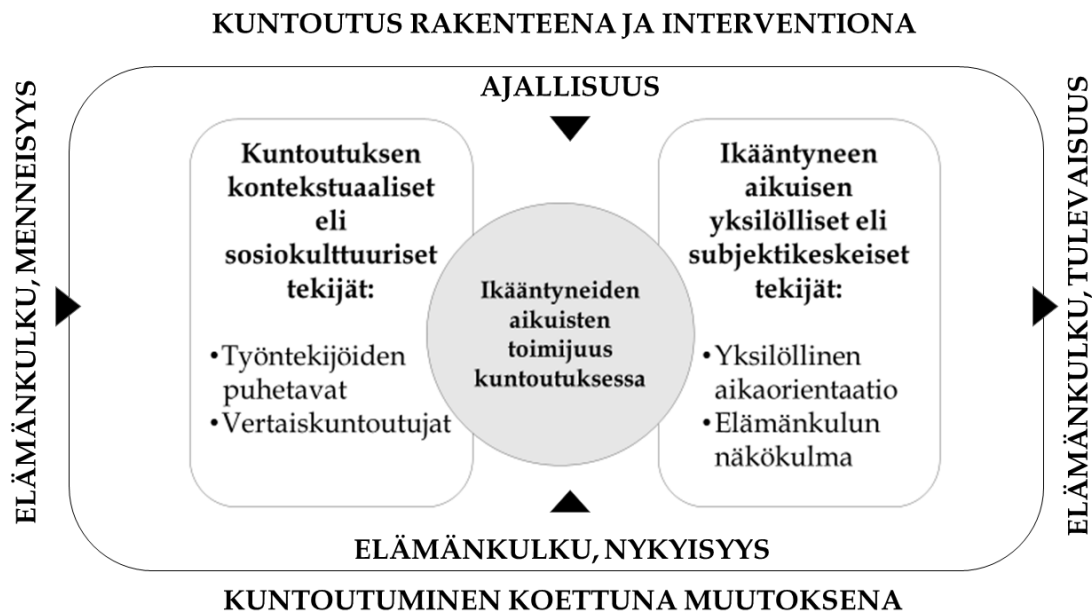 KUNTOUTUS RAKENTEENA JA INTERVENTIONA
ELÄMÄNKULKU, MENNEISYYS
AJALLISUUS
Kuntoutuksen
kontekstuaaliset
eli
sosiokulttuuriset
tekijät:
•Työntekijöiden
puhetavat
•Vertaiskuntoutujat
Ikääntyneiden
aikuisten
toimijuus
kuntoutuksessa
Ikääntyneen
aikuisen
yksilölliset eli
subjektikeskeiset
tekijät:
•Yksilöllinen
aikaorientaatio
•Elämänkulun
näkökulma
ELÄMÄNKULKU, TULEVAISUUS
ELÄMÄNKULKU, NYKYISYYS
KUNTOUTUMINEN KOETTUNA MUUTOKSENA